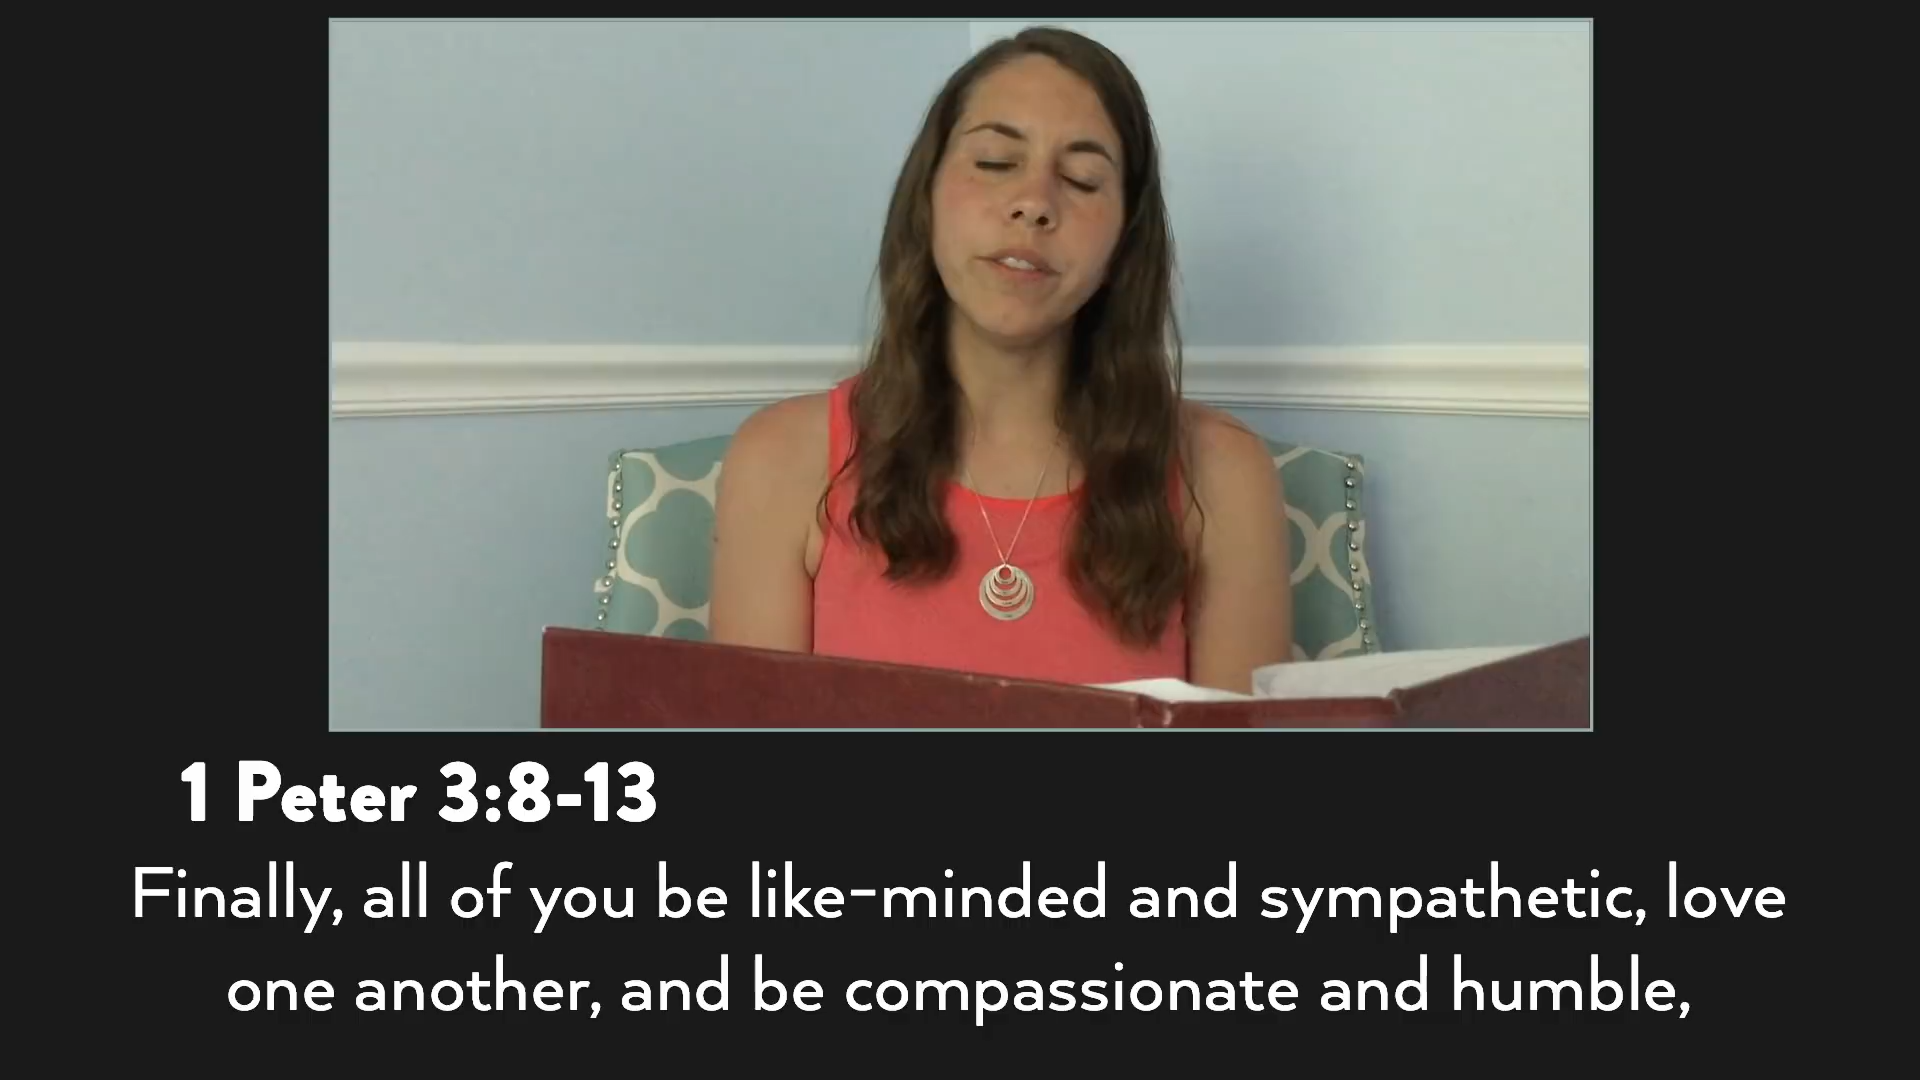 1 Peter 3:8-13
Finally, all of you be like-minded and sympathetic, love
one another, and be compassionate and humble,